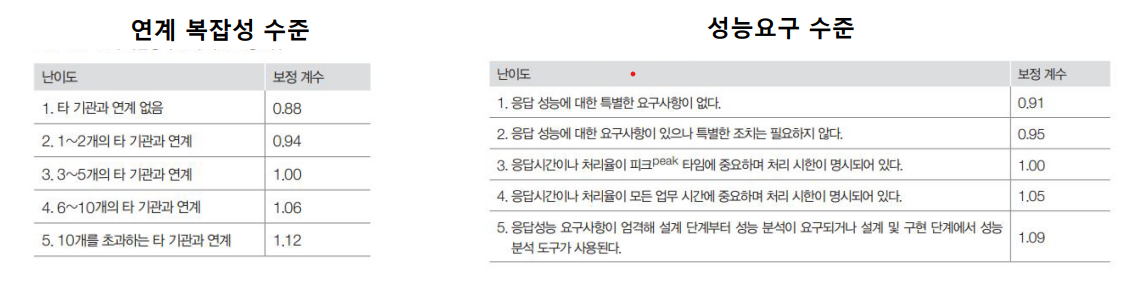 연계 복잡성 수준
난이도 보정 계수
1. 타 기관과 연계 없음 0.88
2. 1~2개의 타 기관과 연계 0.94
3. 3~5개의 타 기관과 연계 1.00
4. 6~10개의 타 기관과 연계 1.06
5. 10개를 초과하는 타 기관과 연계 1.12
성능요구 수준
난이도 보정 계수
1. 응답 성능에 대한 특별한 요구사항이 없다. 0.91
2. 응답 성능에 대한 요구사항이 있으나 특별한 조치는 필요하지 않다. 0.95
3. 응답시간이나 처리율이 피크peak 타임에 중요하며 처리 시한이 명시되어 있다. 1.00
4. 응답시간이나 처리율이 모든 업무 시간에 중요하며 처리 시한이 명시되어 있다. 1.05
5. 응답성능 요구사항이 엄격해 설계 단계부터 성능 분석이 요구되거나 설계 및 구현 단계에서 성능 1.09
분석 도구가 사용된다.